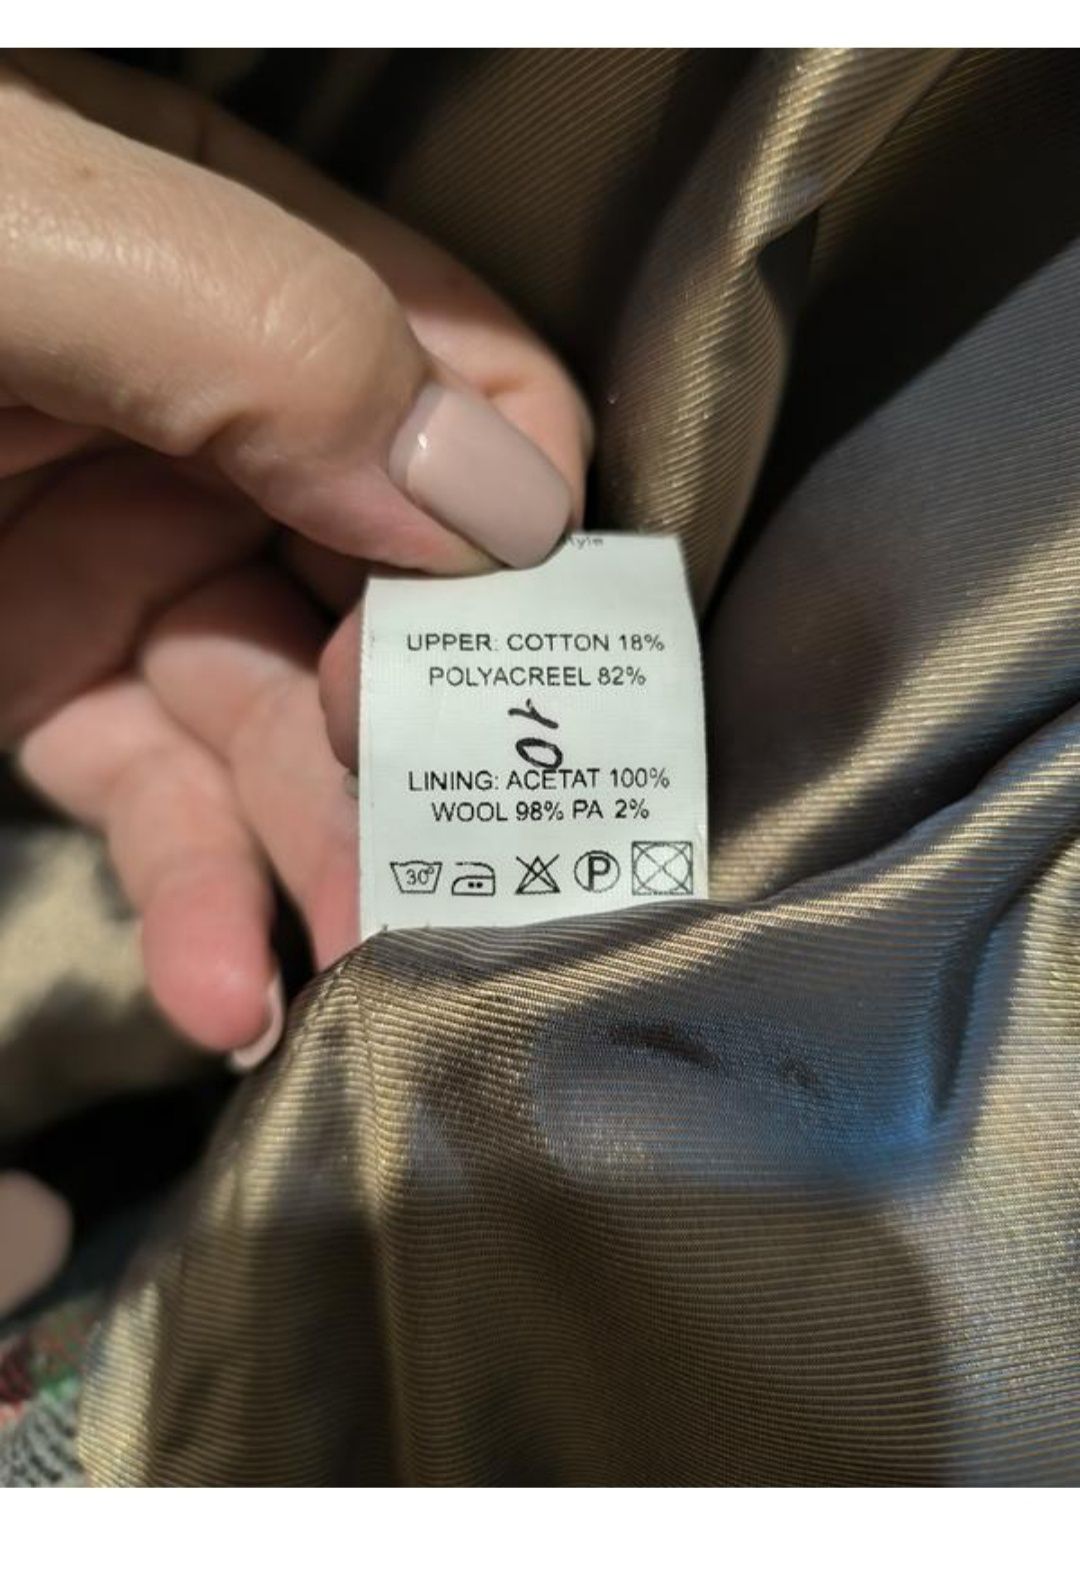 UPPER: COTTON 18%
POLYACREEL 82%
LINING: ACETAT 100%
WOOL 98% PA 2%
30° P